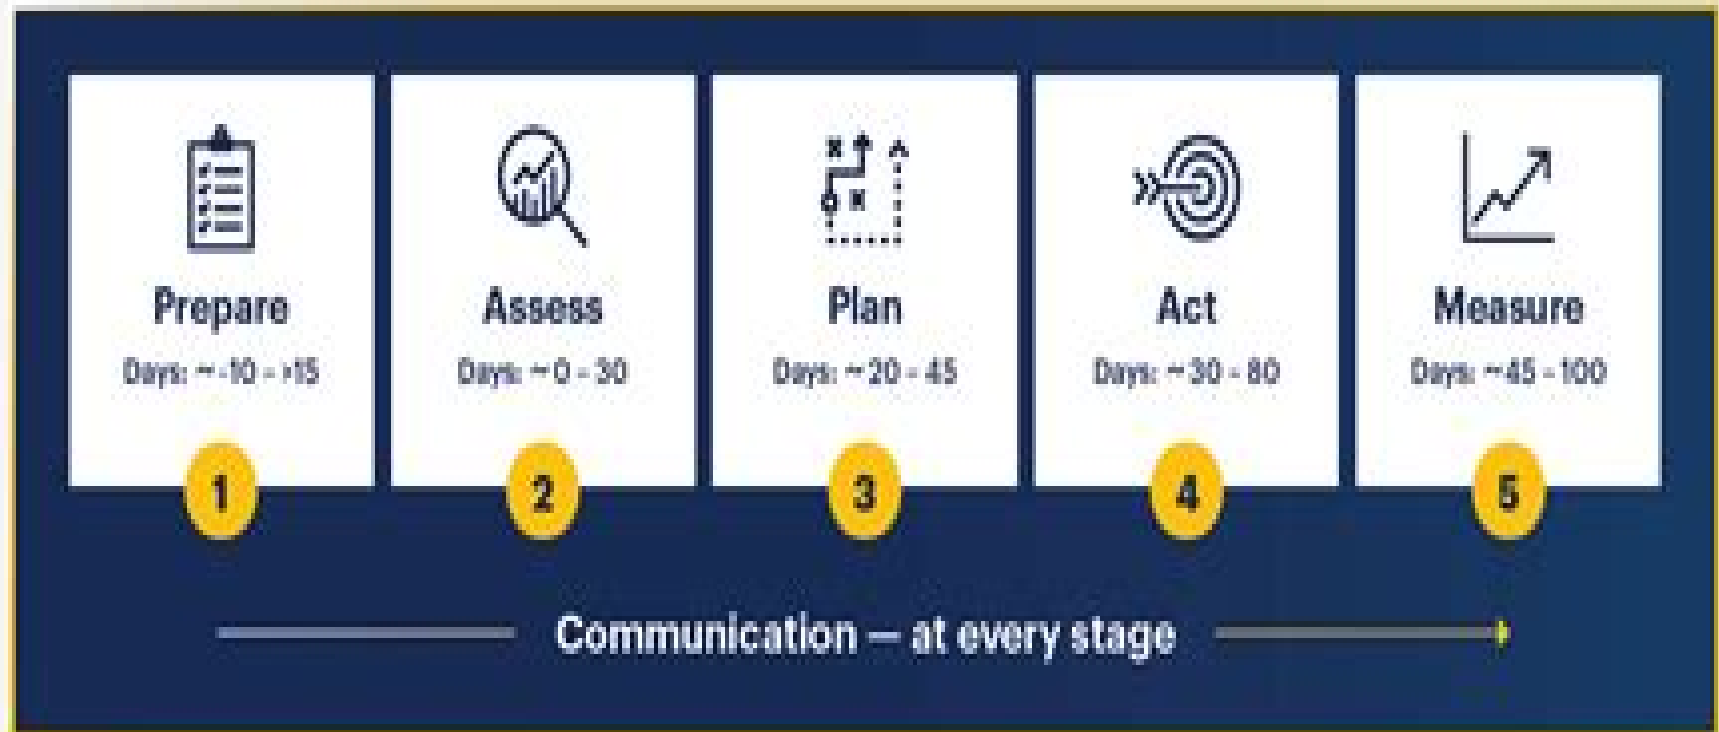 Prepare
Days: ~-10 - >15
1
Assess
Days: ~0 - 30
2
Plan
Days: ~20 - 45
3
Act
Days: ~30 - 80
4
Measure
Days: ~45 - 100
5
Communication — at every stage